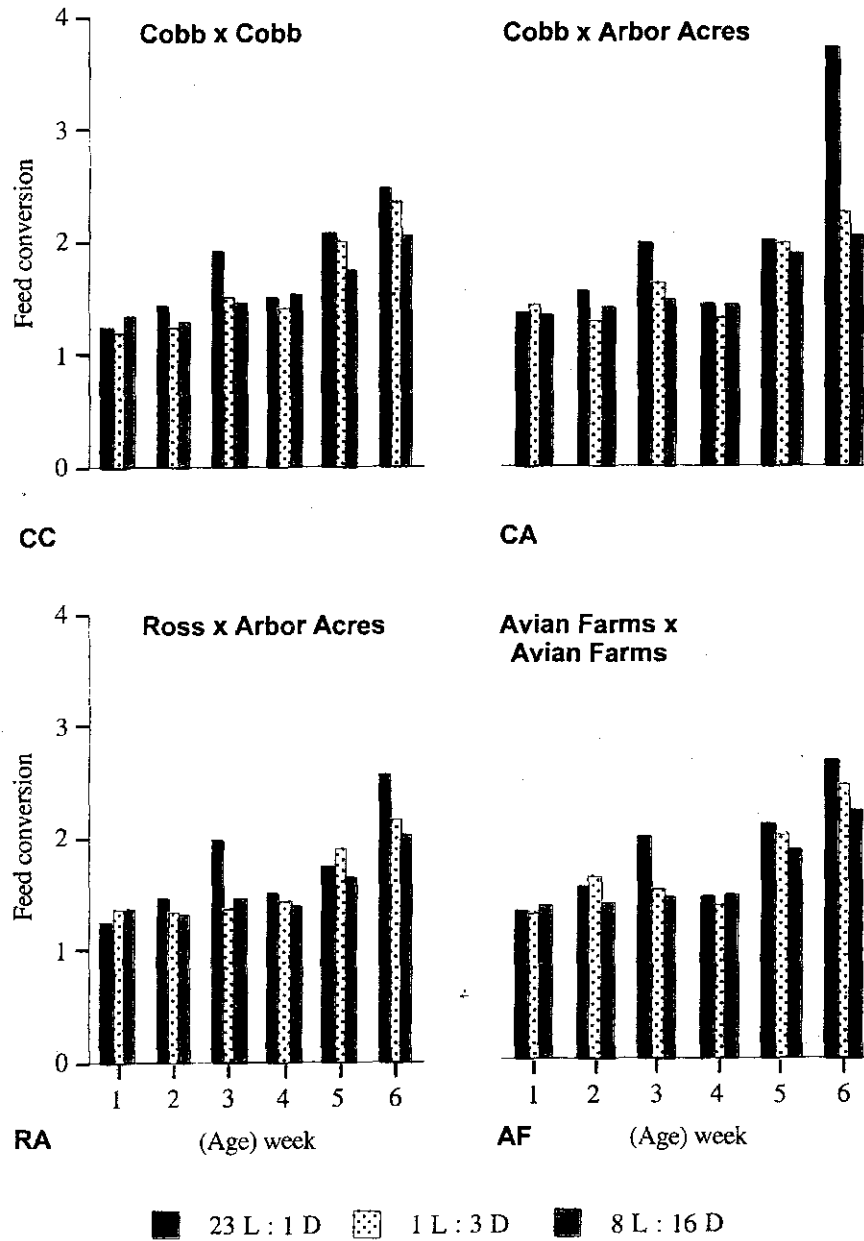 Cobb x Cobb
Cobb x Arbor Acres
4
3
2
1
0
Feed conversion
CC
CA
Ross x Arbor Acres
Avian Farms x
Avian Farms
4
3
2
1
0
Feed conversion
1 2 3 4 5 6
1 2 3 4 5 6
RA
(Age) week
AF
(Age) week
23 L : 1 D
1 L : 3 D
8 L : 16 D